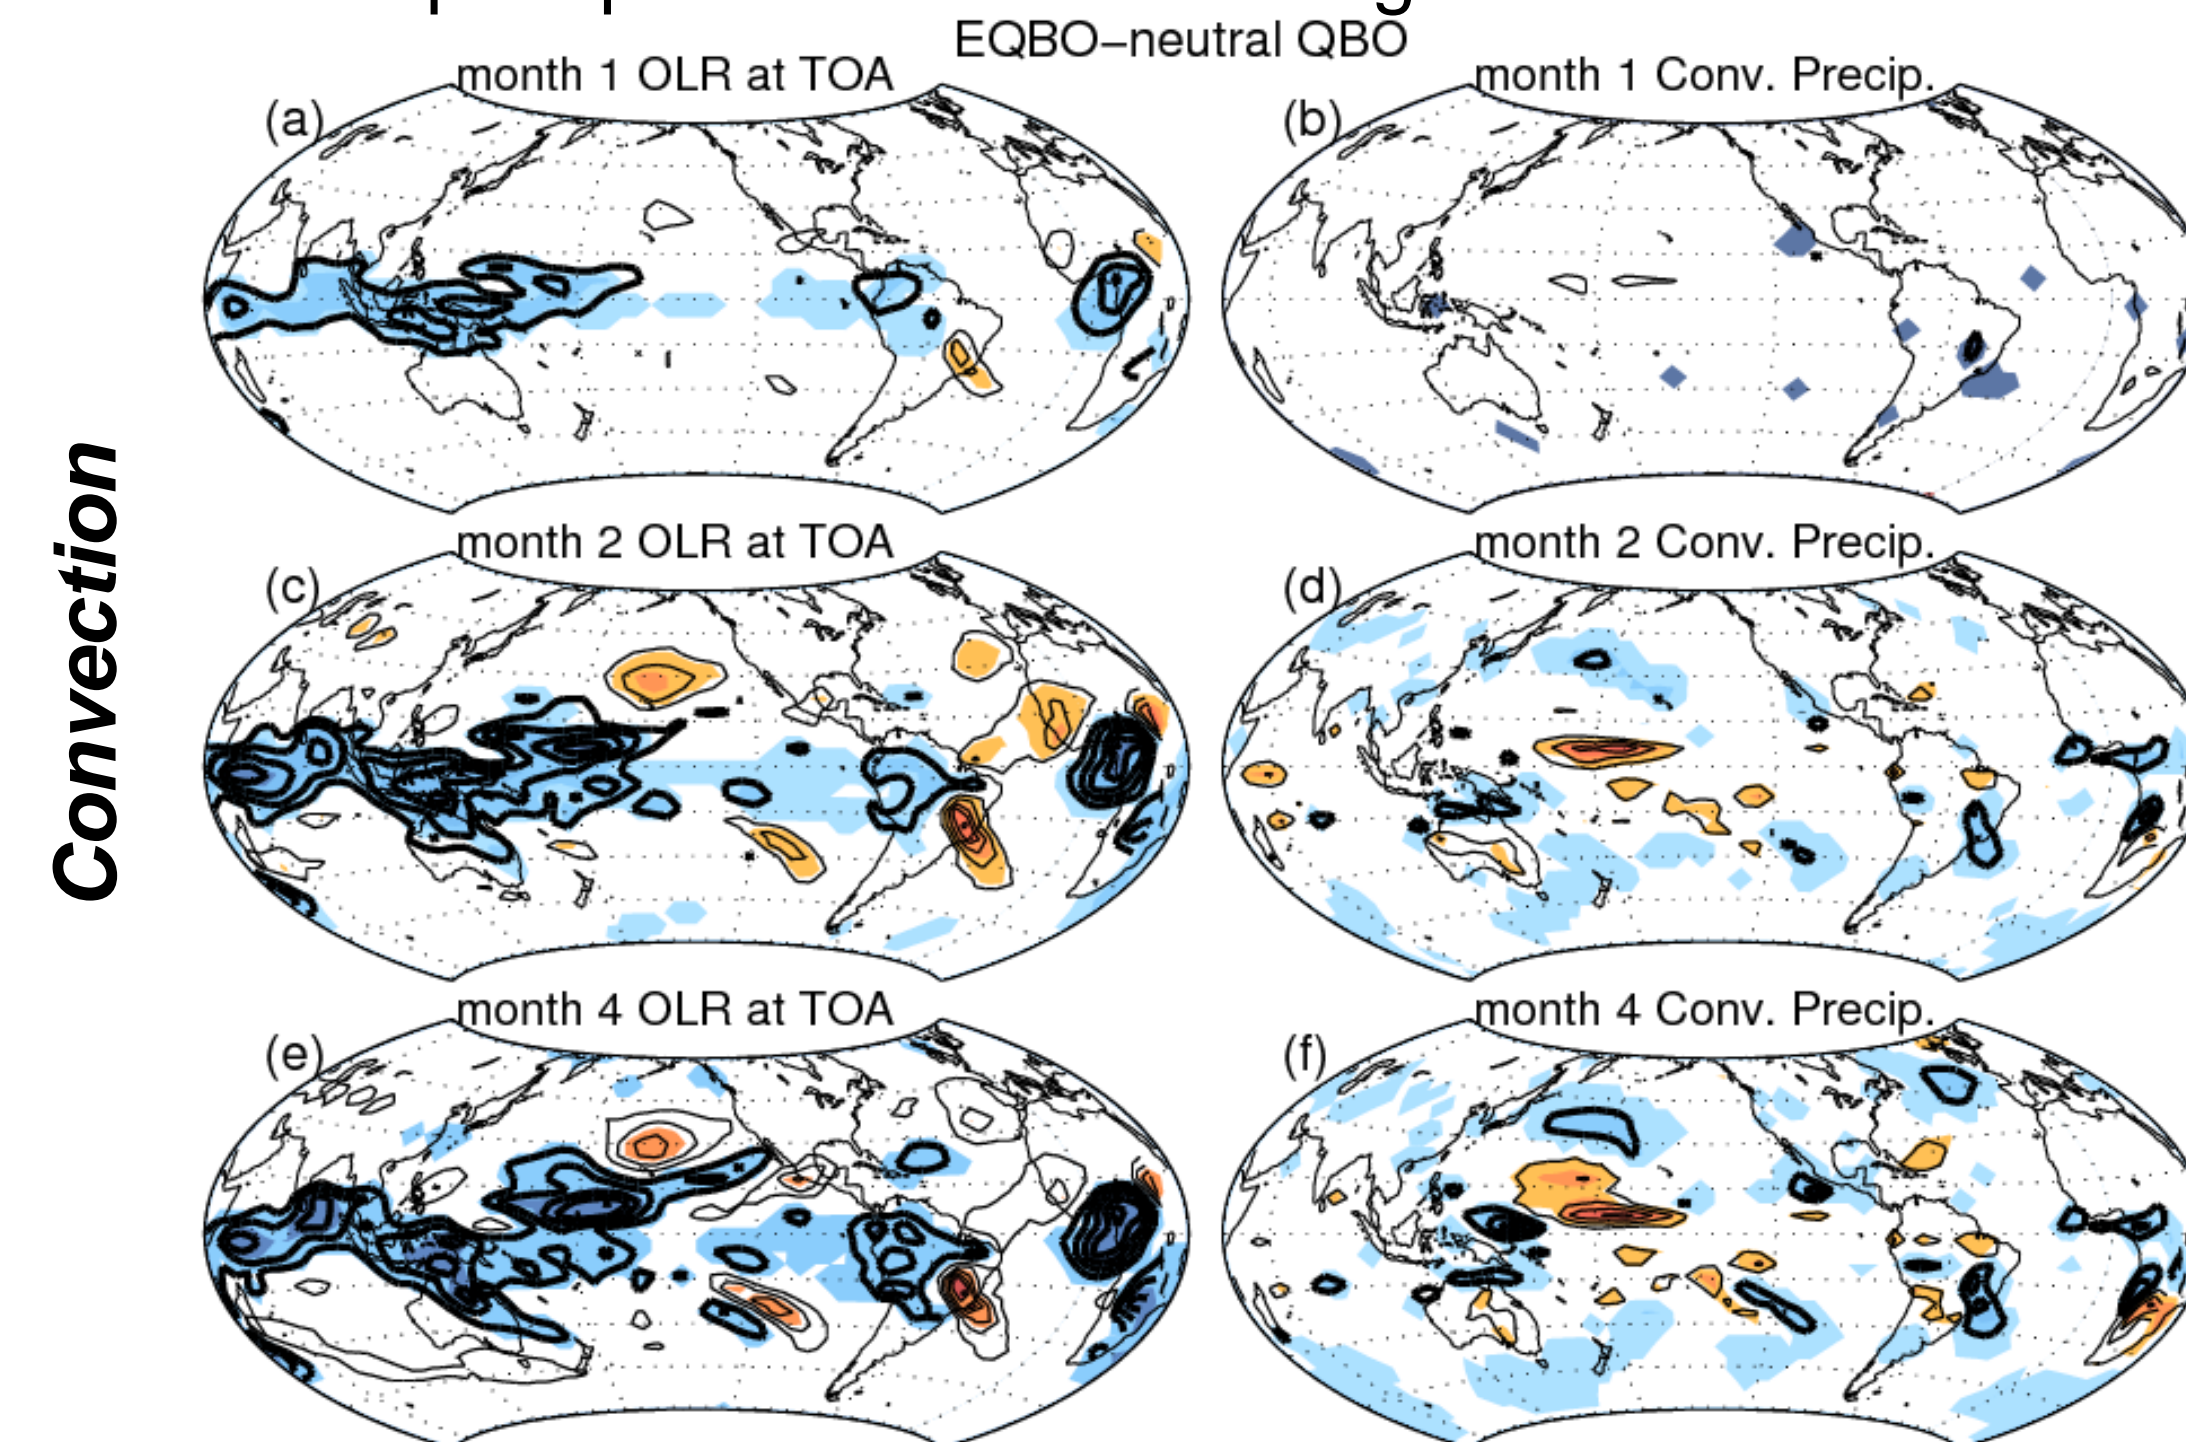 EQBO−neutral QBO
month 1 OLR at TOA
month 1 Conv. Precip.
(a)
(b)
month 2 OLR at TOA
month 2 Conv. Precip.
(c)
(d)
Convection
month 4 OLR at TOA
month 4 Conv. Precip.
(e)
(f)